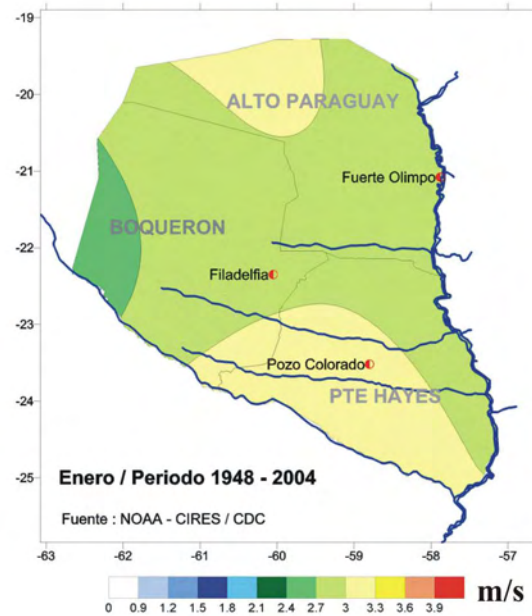 -19
-20
-21
-22
-23
-24
-25
ALTO PARAGUAY
Fuerte Olimpo
BOQUERON
Filadelfia
Pozo Colorado
PTE HAYES
Enero / Periodo 1948 - 2004
Fuente : NOAA - CIRES / CDC
-63 -62 -61 -60 -59 -58 -57
0 0.9 1.2 1.5 1.8 2.1 2.4 2.7 3 3.3 3.6 3.9 m/s